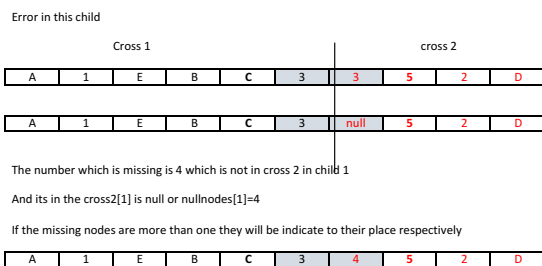 Error in this child
Cross 1 cross 2
A 1 E B C 3 3 5 2 D
A 1 E B C 3 null 5 2 D
The number which is missing is 4 which is not in cross 2 in child 1
And its in the cross2[1] is null or nullnodes[1]=4
If the missing nodes are more than one they will be indicate to their place respectively
A 1 E B C 3 4 5 2 D